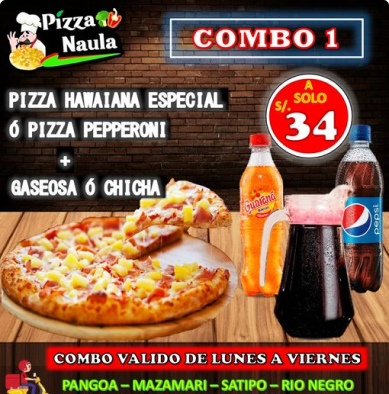 Pizza
Naula
COMBO 1
PIZZA HAWAIANA ESPECIAL
Ó PIZZA PEPPERONI
+
GASEOSA Ó CHICHA
A
SOLO
S/.
34
Guaraná
pepsi
COMBO VALIDO DE LUNES A VIERNES
PANGOA – MAZAMARI – SATIPO – RIO NEGRO